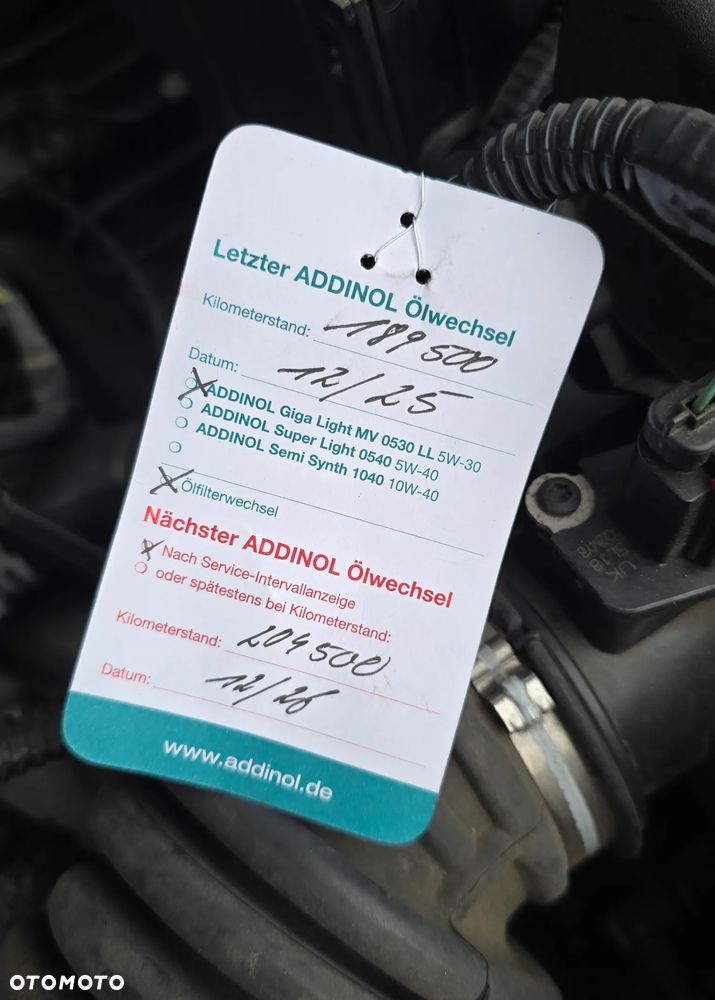 Letzter ADDINOL Ölwechsel
Kilometerstand: 189500
Datum: 12/25
ADDINOL Giga Light MV 0530 LL 5W-30
ADDINOL Super Light 0540 5W-40
ADDINOL Semi Synth 1040 10W-40
Ölfilterwechsel
Nächster ADDINOL Ölwechsel
Nach Service-Intervallanzeige
oder spätestens bei Kilometerstand:
Kilometerstand: 204500
Datum: 12/26
www.addinol.de
OTOMOTO